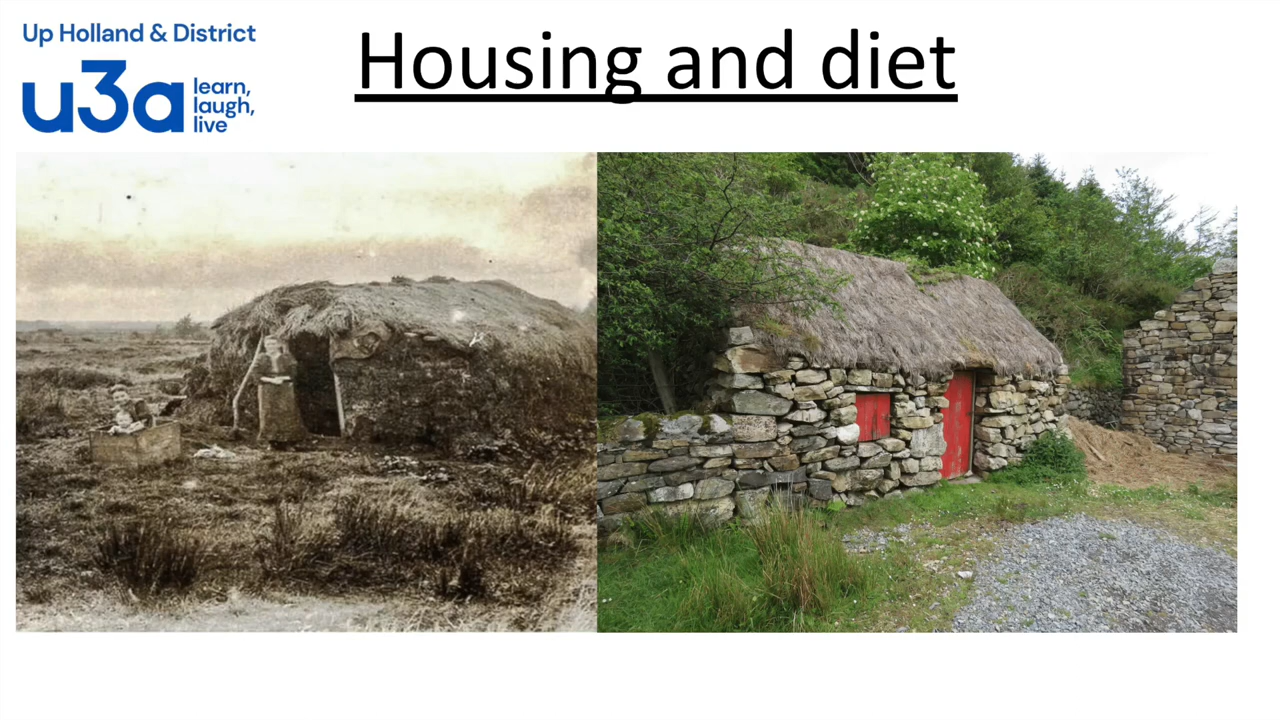 Up Holland & District
u3a
learn,
laugh,
live
Housing and diet